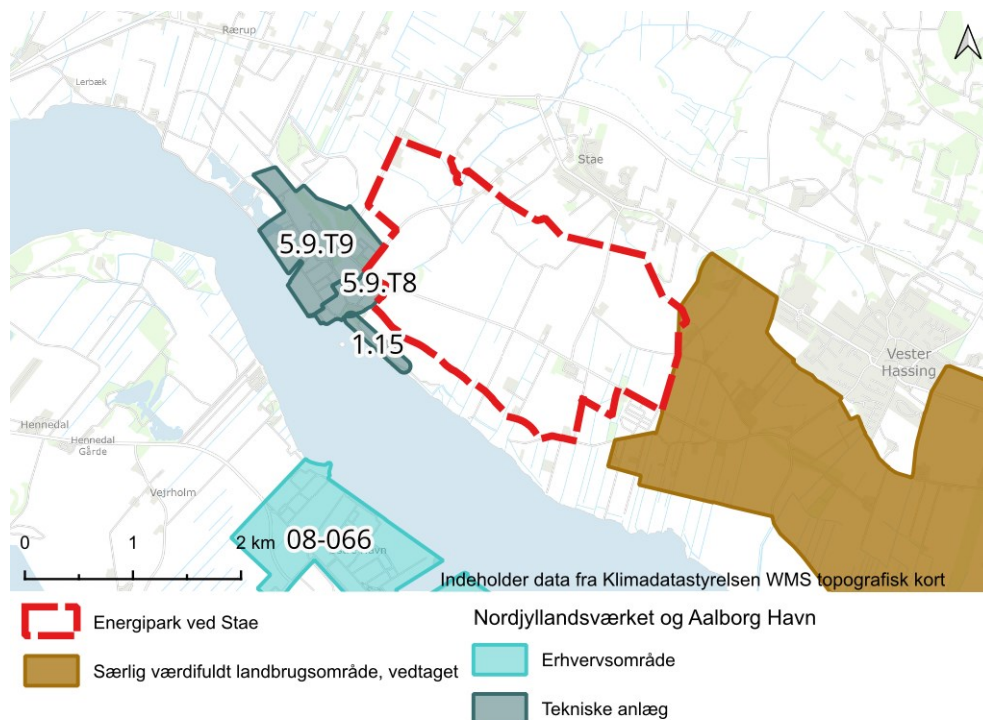 Rærup
Lerbæk
Stae
5.9.T9
5.9.T8
1.15
Vester
Hassing
Hennedal
Hennedal
Gårde
Vejrholm
0 1 2 km
08-066
Indeholder data fra Klimadatastyrelsen WMS topografisk kort
Energipark ved Stae
Særlig værdifuldt landbrugsområde, vedtaget
Nordjyllandsværket og Aalborg Havn
Erhvervsområde
Tekniske anlæg